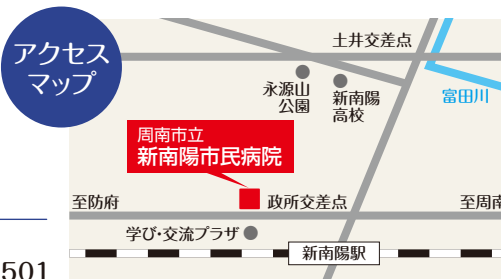 アクセス
マップ
土井交差点
永源山
公園
新南陽
高校
富田川
周南市立
新南陽市民病院
至防府
政所交差点
至周南
学び・交流プラザ
新南陽駅
501